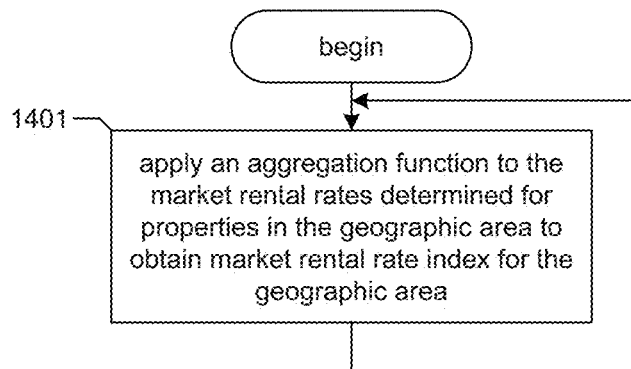 begin
1401
apply an aggregation function to the
market rental rates determined for
properties in the geographic area to
obtain market rental rate index for the
geographic area